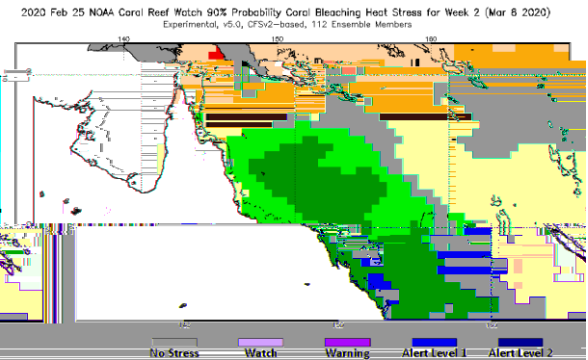 2020 Feb 25 NOAA Coral Reef Watch 90% Probability Coral Bleaching Heat Stress for Week 2 (Mar 6 2020)
Experimental, v5.0, CFSv2-based, 112 Ensemble Members
140 150 160
No Stress Watch Warning Alert Level 1 Alert Level 2